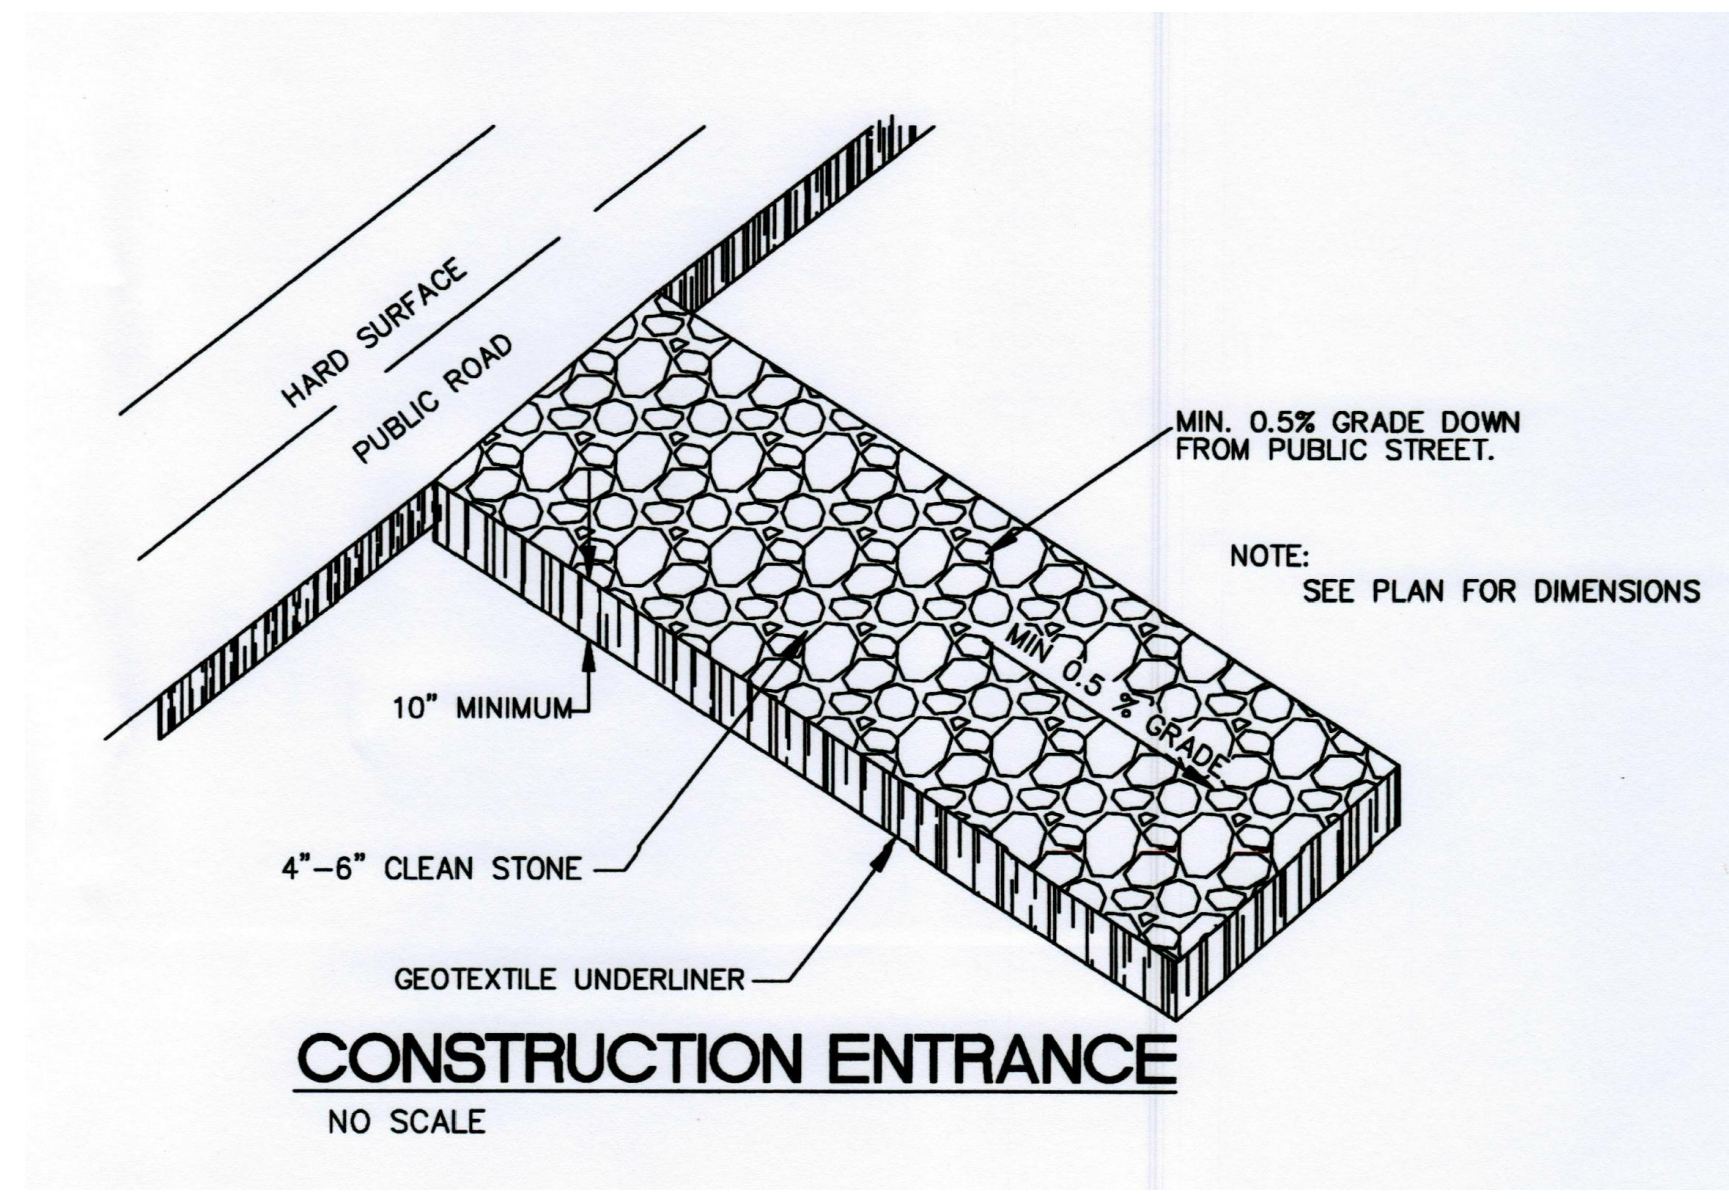 HARD SURFACE
PUBLIC ROAD
MIN. 0.5% GRADE DOWN
FROM PUBLIC STREET.
NOTE:
SEE PLAN FOR DIMENSIONS
MIN 0.5 % GRADE.
10" MINIMUM
4"-6" CLEAN STONE
GEOTEXTILE UNDERLINER
CONSTRUCTION ENTRANCE
NO SCALE